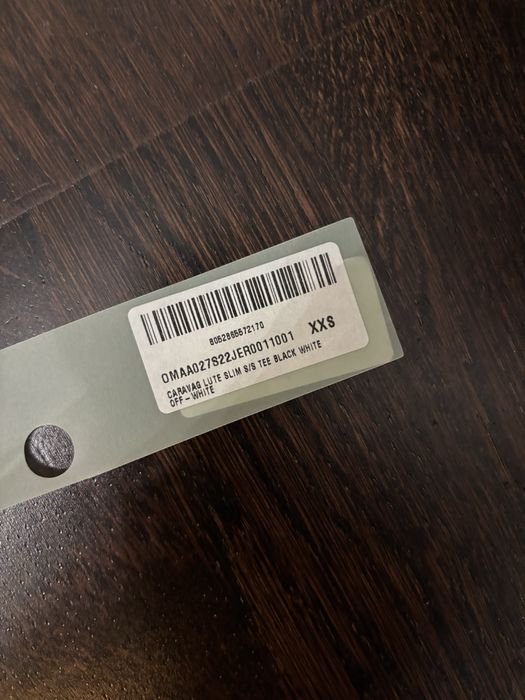 8052865572170
OMAA027S22JER0011001 XXS
CARAVAG LUTE SLIM S/S TEE BLACK WHITE
OFF-WHITE